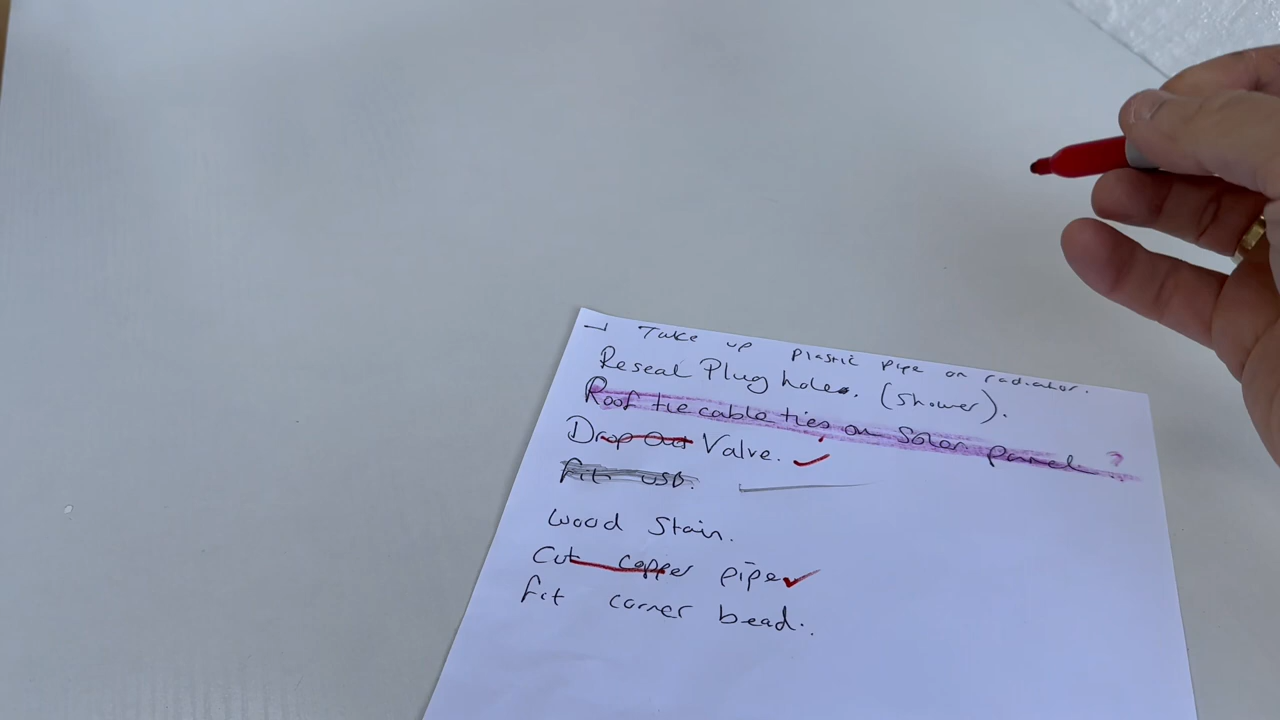 Take up plastic pipe on radiator.
Reseal Plug hole. (Shower).
Roof tie cable ties on Solar panel?
Drop Out Valve. ✓
Fit usb.
Wood Stain.
Cut copper pipe ✓
Fit corner bead.